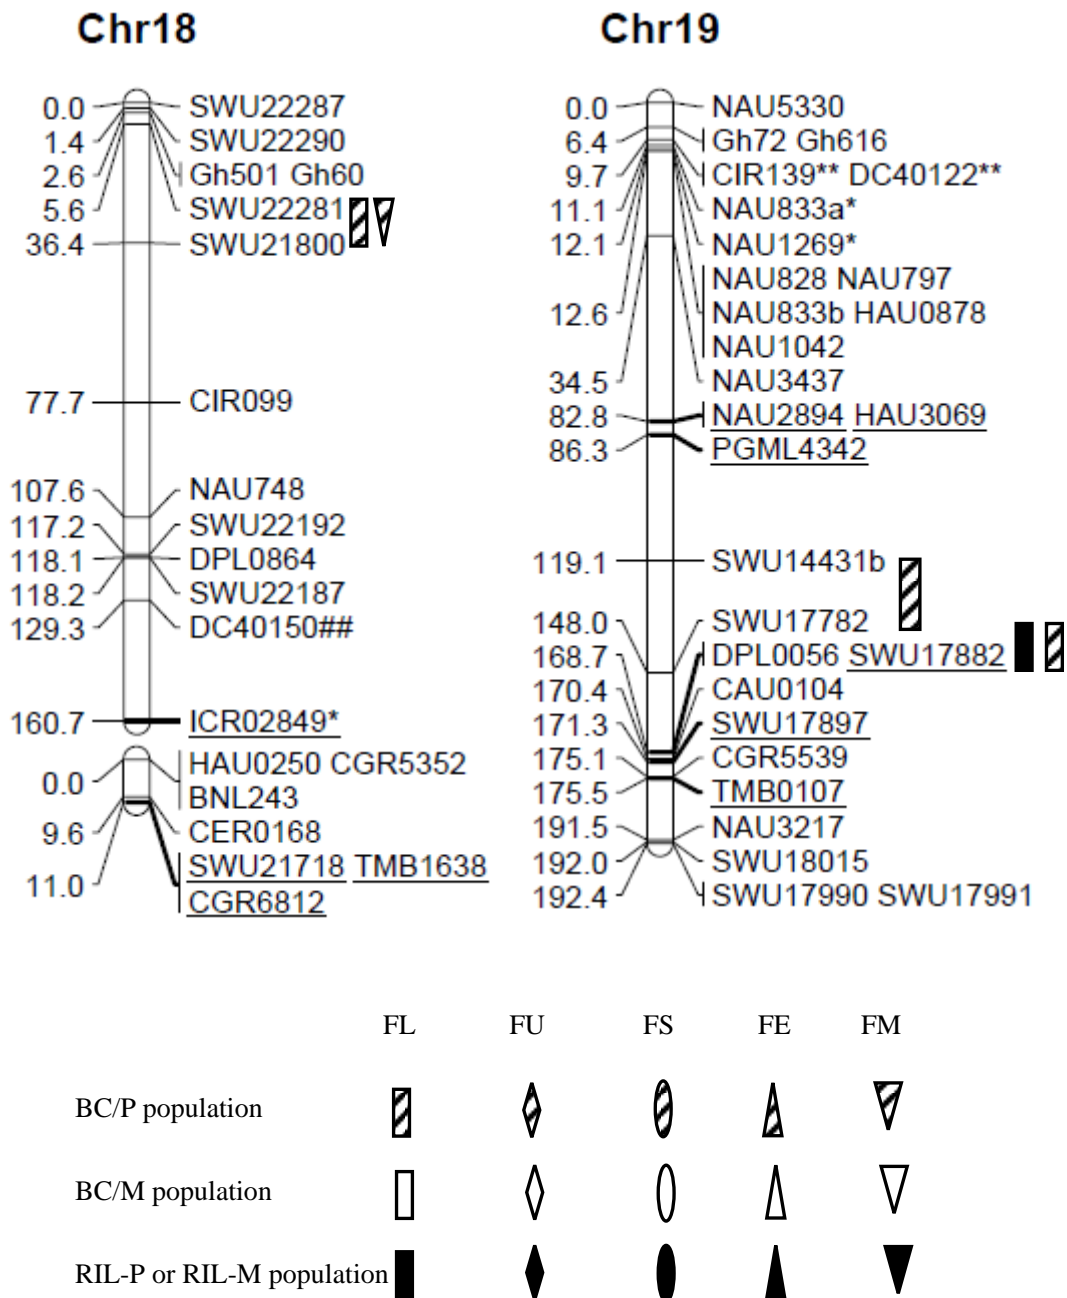 Chr18
0.0 SWU22287
1.4 SWU22290
2.6 Gh501 Gh60
5.6 SWU22281
36.4 SWU21800
77.7 CIR099
107.6 NAU748
117.2 SWU22192
118.1 DPL0864
118.2 SWU22187
129.3 DC40150##
160.7 ICR02849*
HAU0250 CGR5352
0.0
BNL243
9.6 CER0168
SWU21718 TMB1638
11.0
CGR6812
Chr19
0.0 NAU5330
6.4 Gh72 Gh616
9.7 CIR139** DC40122**
11.1 NAU833a*
12.1 NAU1269*
NAU828 NAU797
12.6 NAU833b HAU0878
NAU1042
34.5 NAU3437
82.8 NAU2894 HAU3069
86.3 PGML4342
119.1 SWU14431b
148.0 SWU17782
168.7 DPL0056 SWU17882
170.4 CAU0104
171.3 SWU17897
175.1 CGR5539
175.5 TMB0107
191.5 NAU3217
192.0 SWU18015
192.4 SWU17990 SWU17991
FL FU FS FE FM
BC/P population
BC/M population
RIL-P or RIL-M population